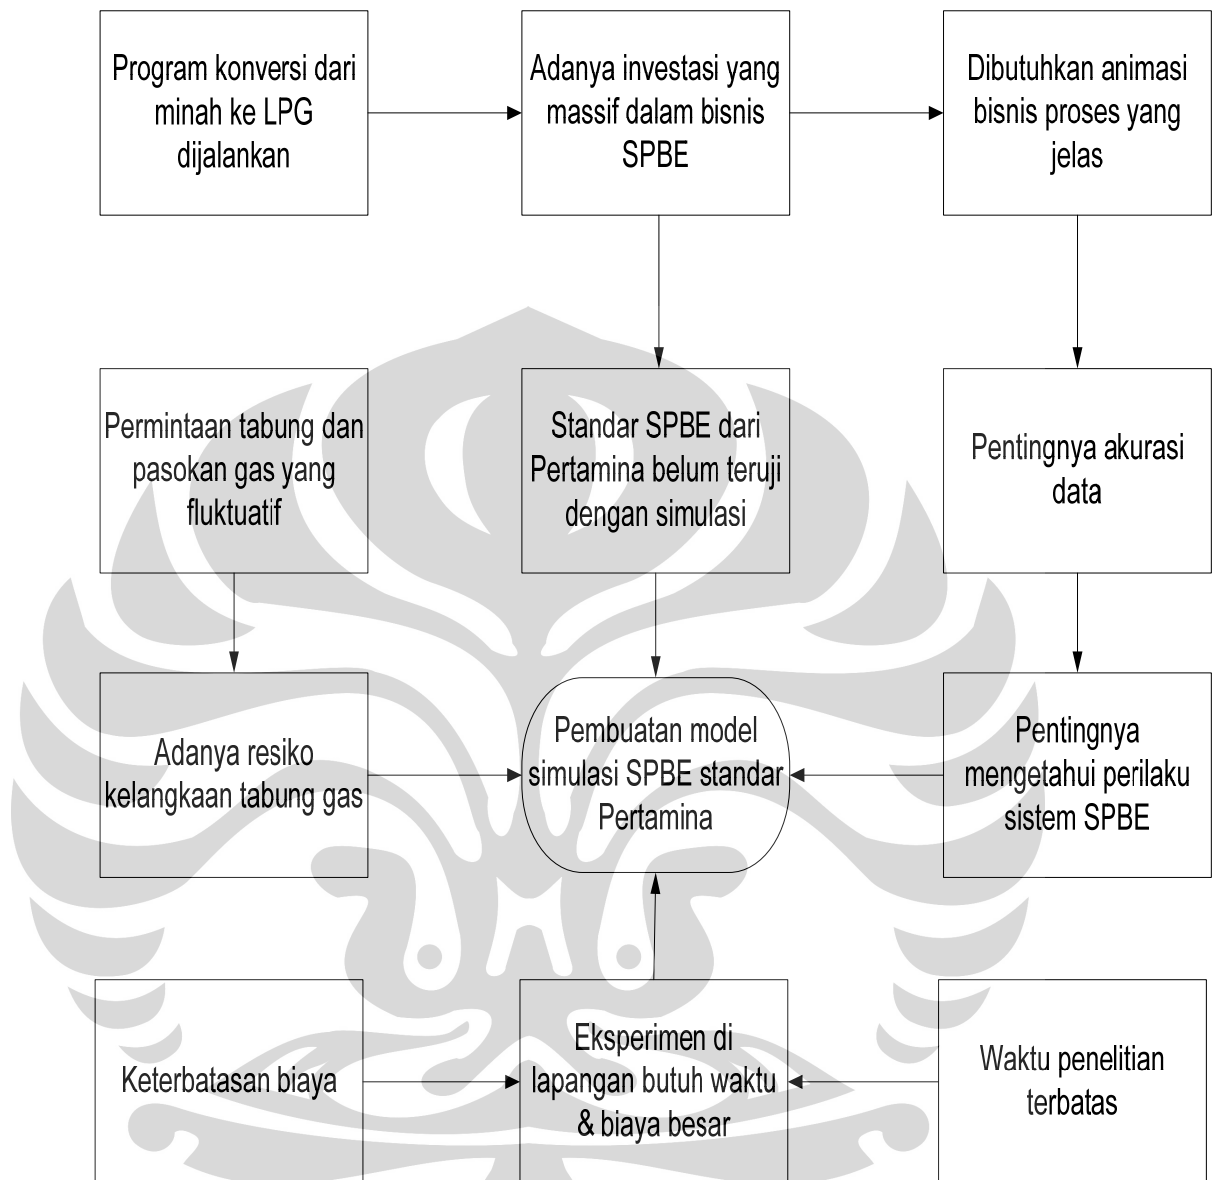 Program konversi dari
minah ke LPG
dijalankan
Adanya investasi yang
massif dalam bisnis
SPBE
Dibutuhkan animasi
bisnis proses yang
jelas
Permintaan tabung dan
pasokan gas yang
fluktuatif
Standar SPBE dari
Pertamina belum teruji
dengan simulasi
Pentingnya akurasi
data
Adanya resiko
kelangkaan tabung gas
Pembuatan model
simulasi SPBE standar
Pertamina
Pentingnya
mengetahui perilaku
sistem SPBE
Keterbatasan biaya
Eksperimen di
lapangan butuh waktu
& biaya besar
Waktu penelitian
terbatas